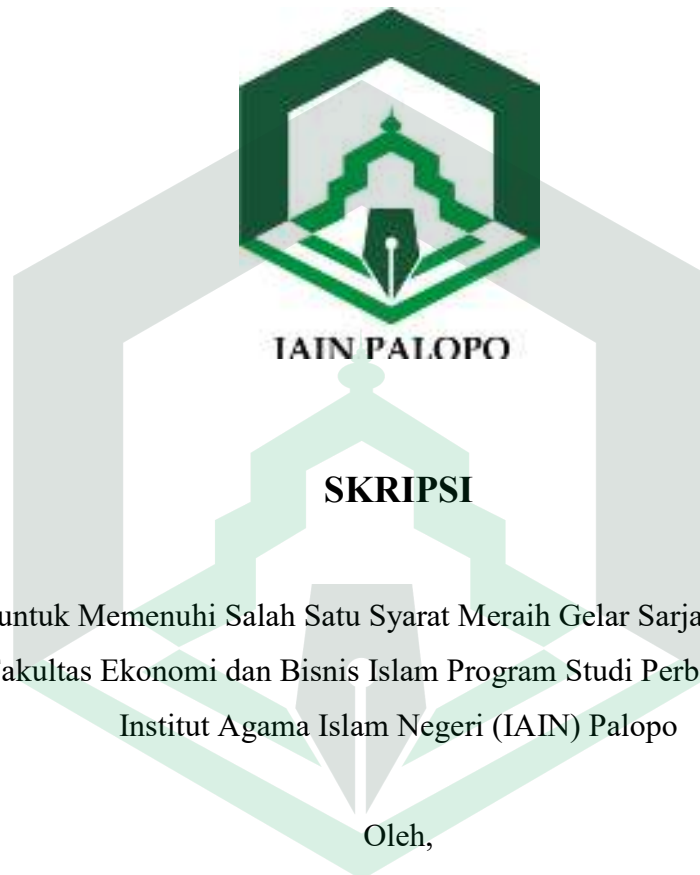 IAIN PALOPO
SKRIPSI
untuk Memenuhi Salah Satu Syarat Meraih Gelar
Ekonomi dan Bisnis Islam Program Studi
Institut Agama Islam Negeri (IAIN) Palopo
Oleh,